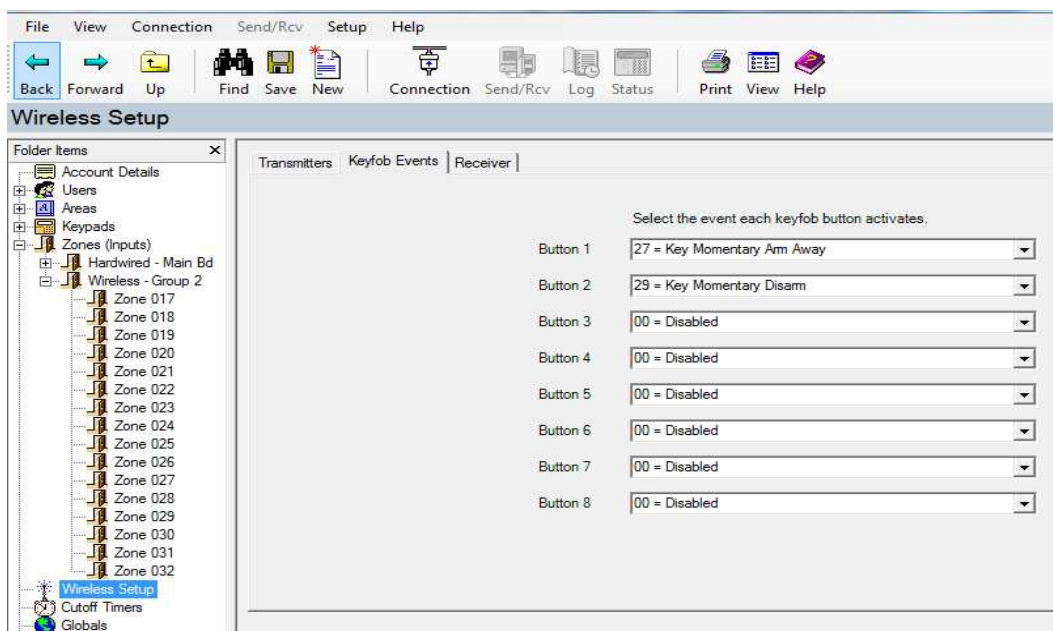 File View Connection Send/Rcv Setup Help
Back Forward Up Find Save New Connection Send/Rcv Log Status Print View Help
Wireless Setup
Folder Items
Account Details
Users
Areas
Keypads
Zones (Inputs)
Hardwired - Main Bd
Wireless - Group 2
Zone 017
Zone 018
Zone 019
Zone 020
Zone 021
Zone 022
Zone 023
Zone 024
Zone 025
Zone 026
Zone 027
Zone 028
Zone 029
Zone 030
Zone 031
Zone 032
Wireless Setup
Cutoff Timers
Globals
Transmitters Keyfob Events Receiver
Select the event each keyfob button activates.
Button 1 27 = Key Momentary Arm Away
Button 2 29 = Key Momentary Disarm
Button 3 00 = Disabled
Button 4 00 = Disabled
Button 5 00 = Disabled
Button 6 00 = Disabled
Button 7 00 = Disabled
Button 8 00 = Disabled